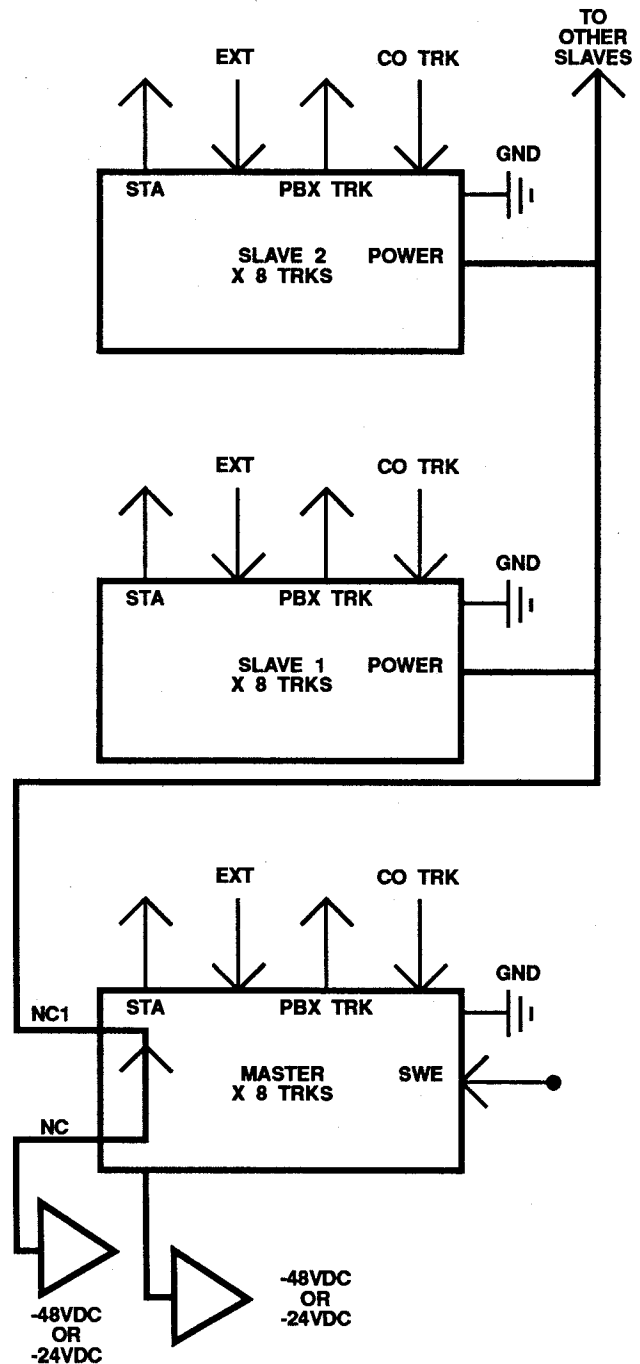 TO
OTHER
SLAVES
EXT
CO TRK
GND
STA
PBX TRK
SLAVE 2
X 8 TRKS
POWER
EXT
CO TRK
GND
STA
PBX TRK
SLAVE 1
X 8 TRKS
POWER
EXT
CO TRK
GND
STA
PBX TRK
NC1
MASTER
X 8 TRKS
SWE
NC
-48VDC
OR
-24VDC
-48VDC
OR
-24VDC